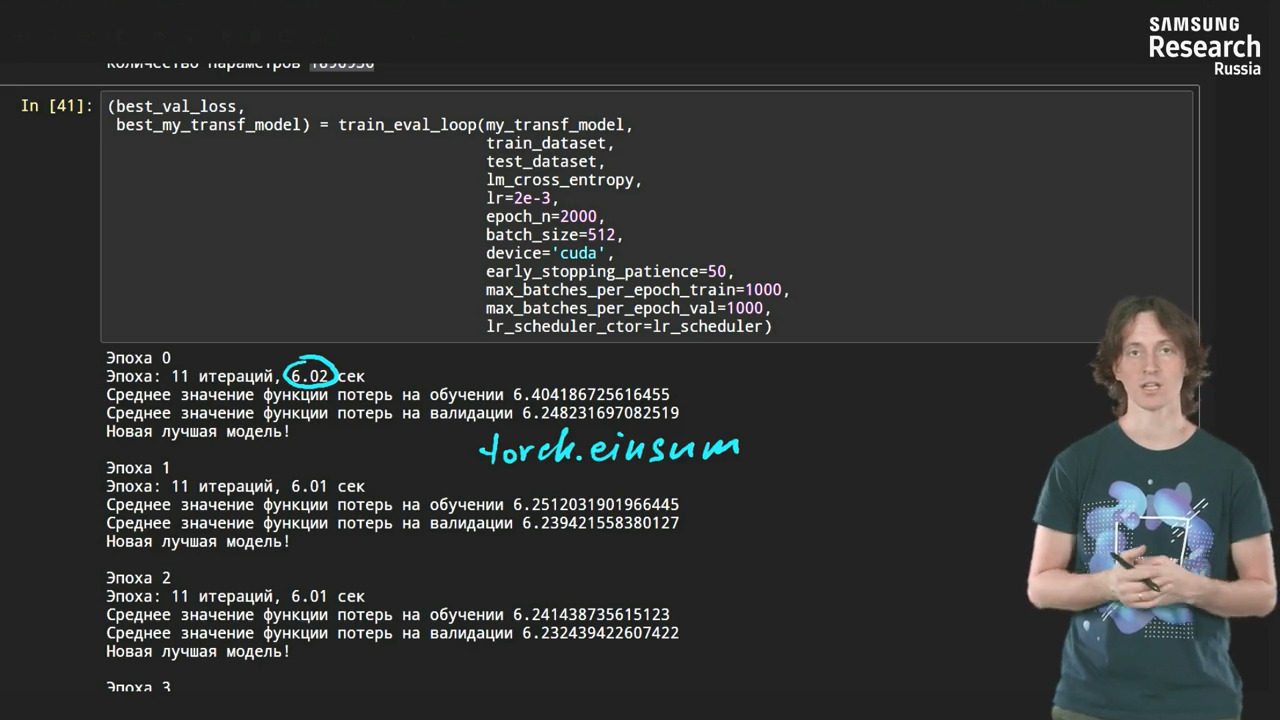 SAMSUNG
Research
Russia
Количество параметров
In [41]:
(best_val_loss,
best_my_transf_model) = train_eval_loop(my_transf_model,
train_dataset,
test_dataset,
lm_cross_entropy,
lr=2e-3,
epoch_n=2000,
batch_size=512,
device='cuda',
early_stopping_patience=50,
max_batches_per_epoch_train=1000,
max_batches_per_epoch_val=1000,
lr_scheduler_ctor=lr_scheduler)
Эпоха 0
Эпоха: 11 итераций, 6.02 сек
Среднее значение функции потерь на обучении 6.404186725616455
Среднее значение функции потерь на валидации 6.248231697082519
Новая лучшая модель!
torch.einsum
Эпоха 1
Эпоха: 11 итераций, 6.01 сек
Среднее значение функции потерь на обучении 6.2512031901966445
Среднее значение функции потерь на валидации 6.239421558380127
Новая лучшая модель!
Эпоха 2
Эпоха: 11 итераций, 6.01 сек
Среднее значение функции потерь на обучении 6.241438735615123
Среднее значение функции потерь на валидации 6.232439422607422
Новая лучшая модель!
Эпоха 3